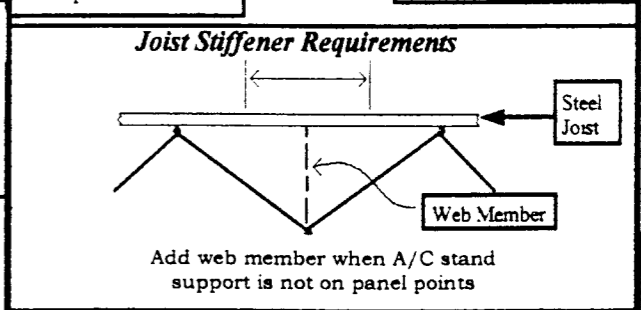 Joist Stiffener Requirements
Steel
Joist
Web Member
Add web member when A/C stand
support is not on panel points